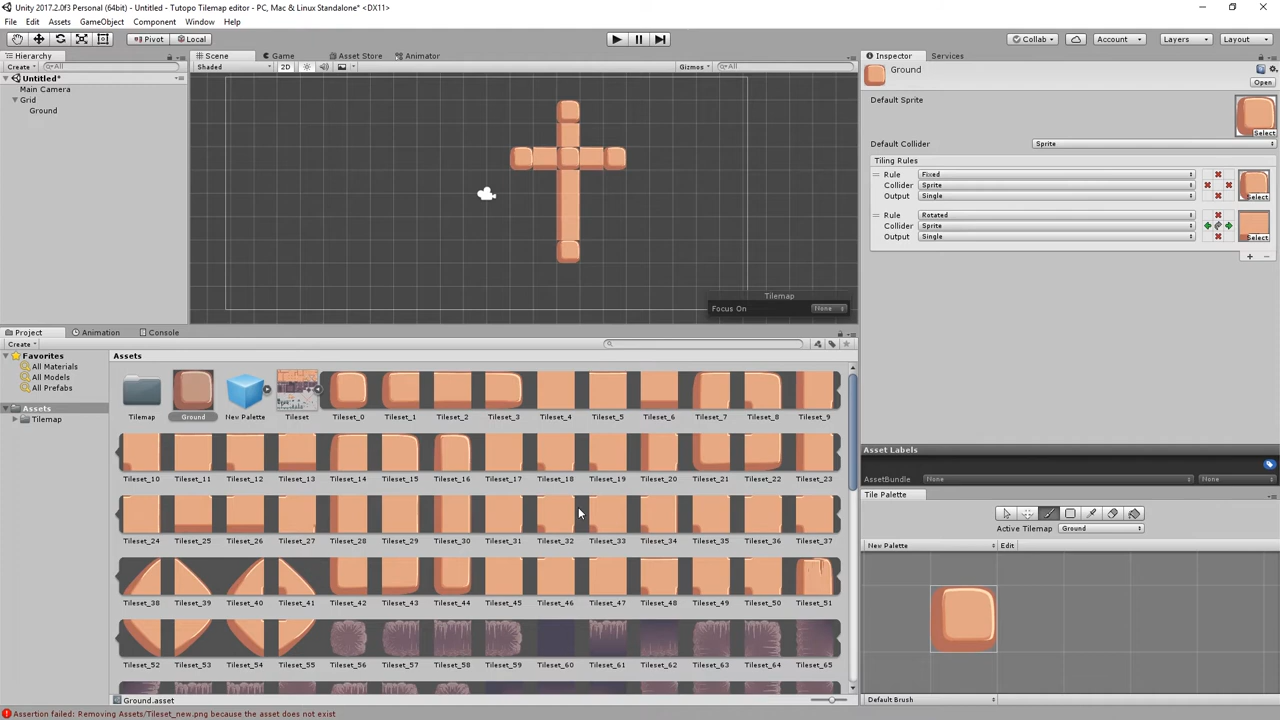 Unity 2017.2.0f3 Personal (64bit) - Untitled - Tutopo Tilemap editor - PC, Mac & Linux Standalone* <DX11>
File Edit Assets GameObject Component Window Help
Pivot Local Collab Account Layers Layout
Hierarchy Scene Game Asset Store Animator Inspector Services
Create All Shaded 2D Gizmos All
Untitled*
Main Camera
Grid
Ground
Ground
Open
Default Sprite
Select
Default Collider Sprite
Tiling Rules
Rule Fixed
Collider Sprite
Output Single
Select
Rule Rotated
Collider Sprite
Output Single
Select
Tilemap
Focus On None
Project Animation Console
Create
Favorites
All Materials
All Models
All Prefabs
Assets
Tilemap
Assets
Tilemap Ground New Palette Tileset Tileset_0 Tileset_1 Tileset_2 Tileset_3 Tileset_4 Tileset_5 Tileset_6 Tileset_7 Tileset_8 Tileset_9
Tileset_10 Tileset_11 Tileset_12 Tileset_13 Tileset_14 Tileset_15 Tileset_16 Tileset_17 Tileset_18 Tileset_19 Tileset_20 Tileset_21 Tileset_22 Tileset_23
Tileset_24 Tileset_25 Tileset_26 Tileset_27 Tileset_28 Tileset_29 Tileset_30 Tileset_31 Tileset_32 Tileset_33 Tileset_34 Tileset_35 Tileset_36 Tileset_37
Tileset_38 Tileset_39 Tileset_40 Tileset_41 Tileset_42 Tileset_43 Tileset_44 Tileset_45 Tileset_46 Tileset_47 Tileset_48 Tileset_49 Tileset_50 Tileset_51
Tileset_52 Tileset_53 Tileset_54 Tileset_55 Tileset_56 Tileset_57 Tileset_58 Tileset_59 Tileset_60 Tileset_61 Tileset_62 Tileset_63 Tileset_64 Tileset_65
Ground.asset
Asset Labels
AssetBundle None None
Tile Palette
Active Tilemap Ground
New Palette Edit
Default Brush
Assertion failed: Removing Assets/Tileset_new.png because the asset does not exist